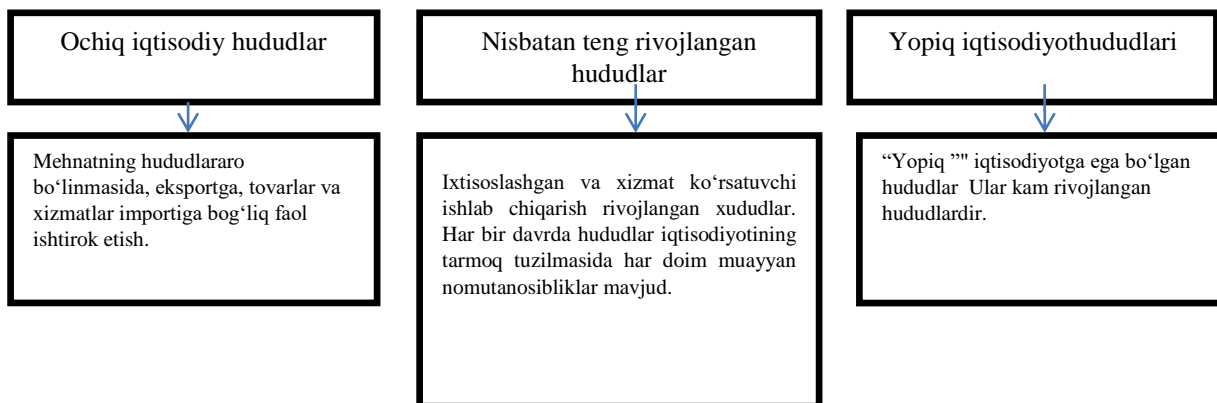 Ochiq iqtisodiy hududlar
Nisbatan teng rivojlangan
hududlar
Yopiq iqtisodiyothududlari
Mehnatning hududlararo
bo‘linmasida, eksportga, tovarlar va
xizmatlar importiga bog‘liq faol
ishtirok etish.
Ixtisoslashgan va xizmat ko‘rsatuvchi
ishlab chiqarish rivojlangan xududlar.
Har bir davrda hududlar iqtisodiyotining
tarmoq tuzilmasida har doim muayyan
nomutanosibliklar mavjud.
“Yopiq ”" iqtisodiyotga ega bo‘lgan
hududlar Ular kam rivojlangan
hududlardir.